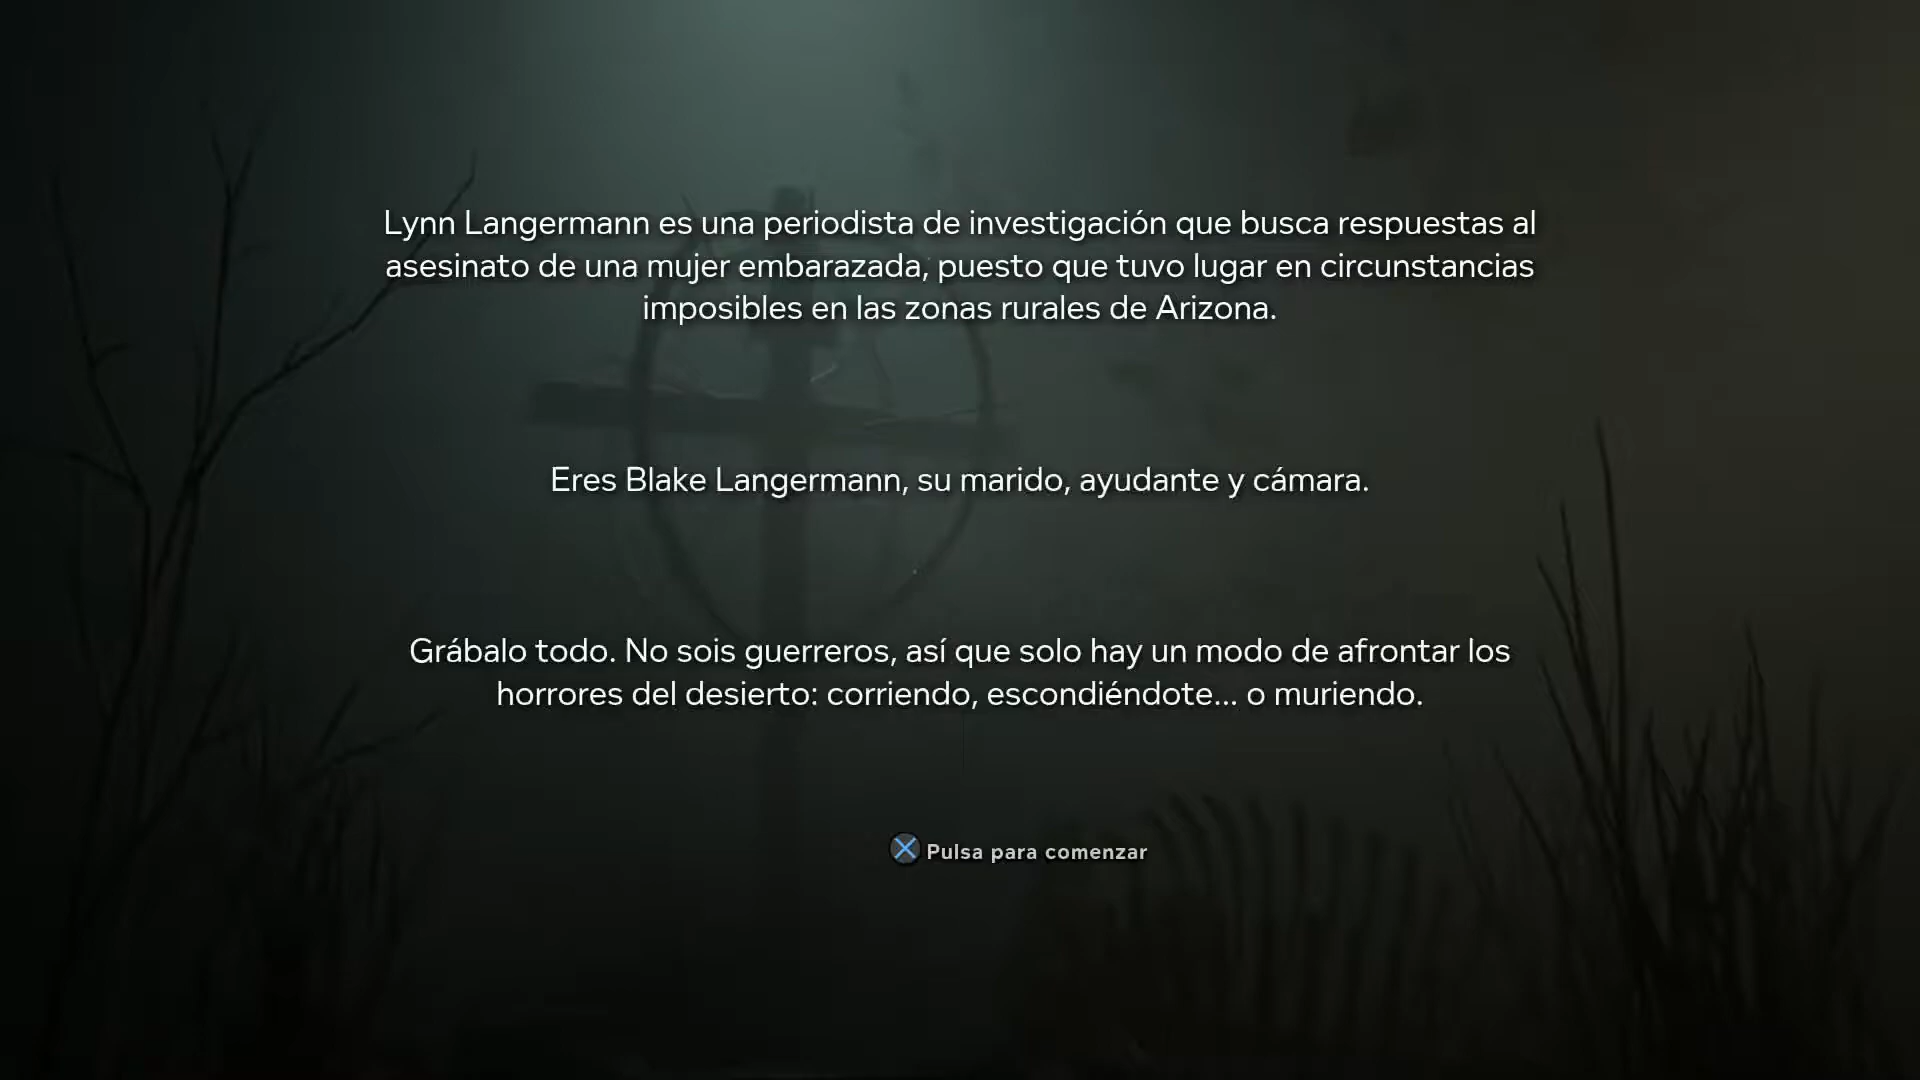 Lynn Langermann es una periodista de investigación que busca respuestas al
asesinato de una mujer embarazada, puesto que tuvo lugar en circunstancias
imposibles en las zonas rurales de Arizona.
Eres Blake Langermann, su marido, ayudante y cámara.
Grábalo todo. No sois guerreros, así que solo hay un modo de afrontar los
horrores del desierto: corriendo, escondiéndote... o muriendo.
Pulsa para comenzar